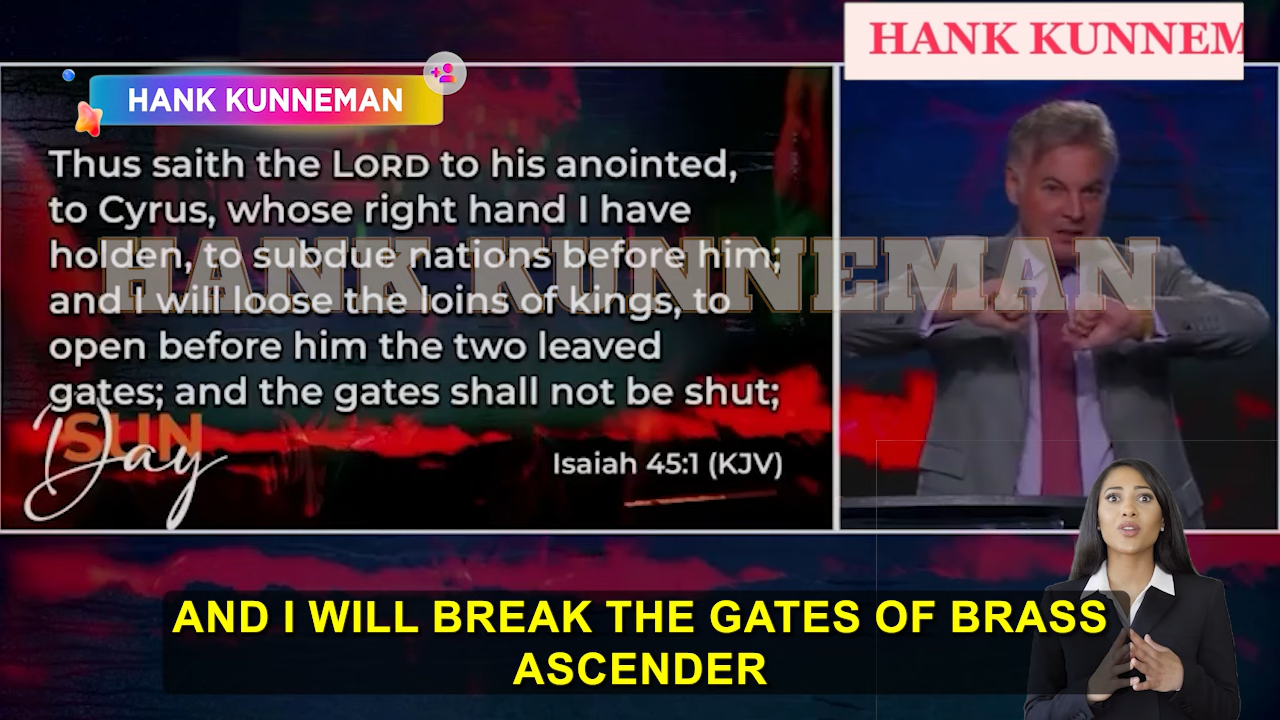 HANK KUNNEM
HANK KUNNEMAN
Thus saith the LORD to his anointed,
to Cyrus, whose right hand I have
holden, to subdue nations before him;
and I will loose the loins of kings, to
open before him the two leaved
gates; and the gates shall not be shut;
HANK KUNNEMAN
SUN
Day
Isaiah 45:1 (KJV)
AND I WILL BREAK THE GATES OF BRASS
ASCENDER